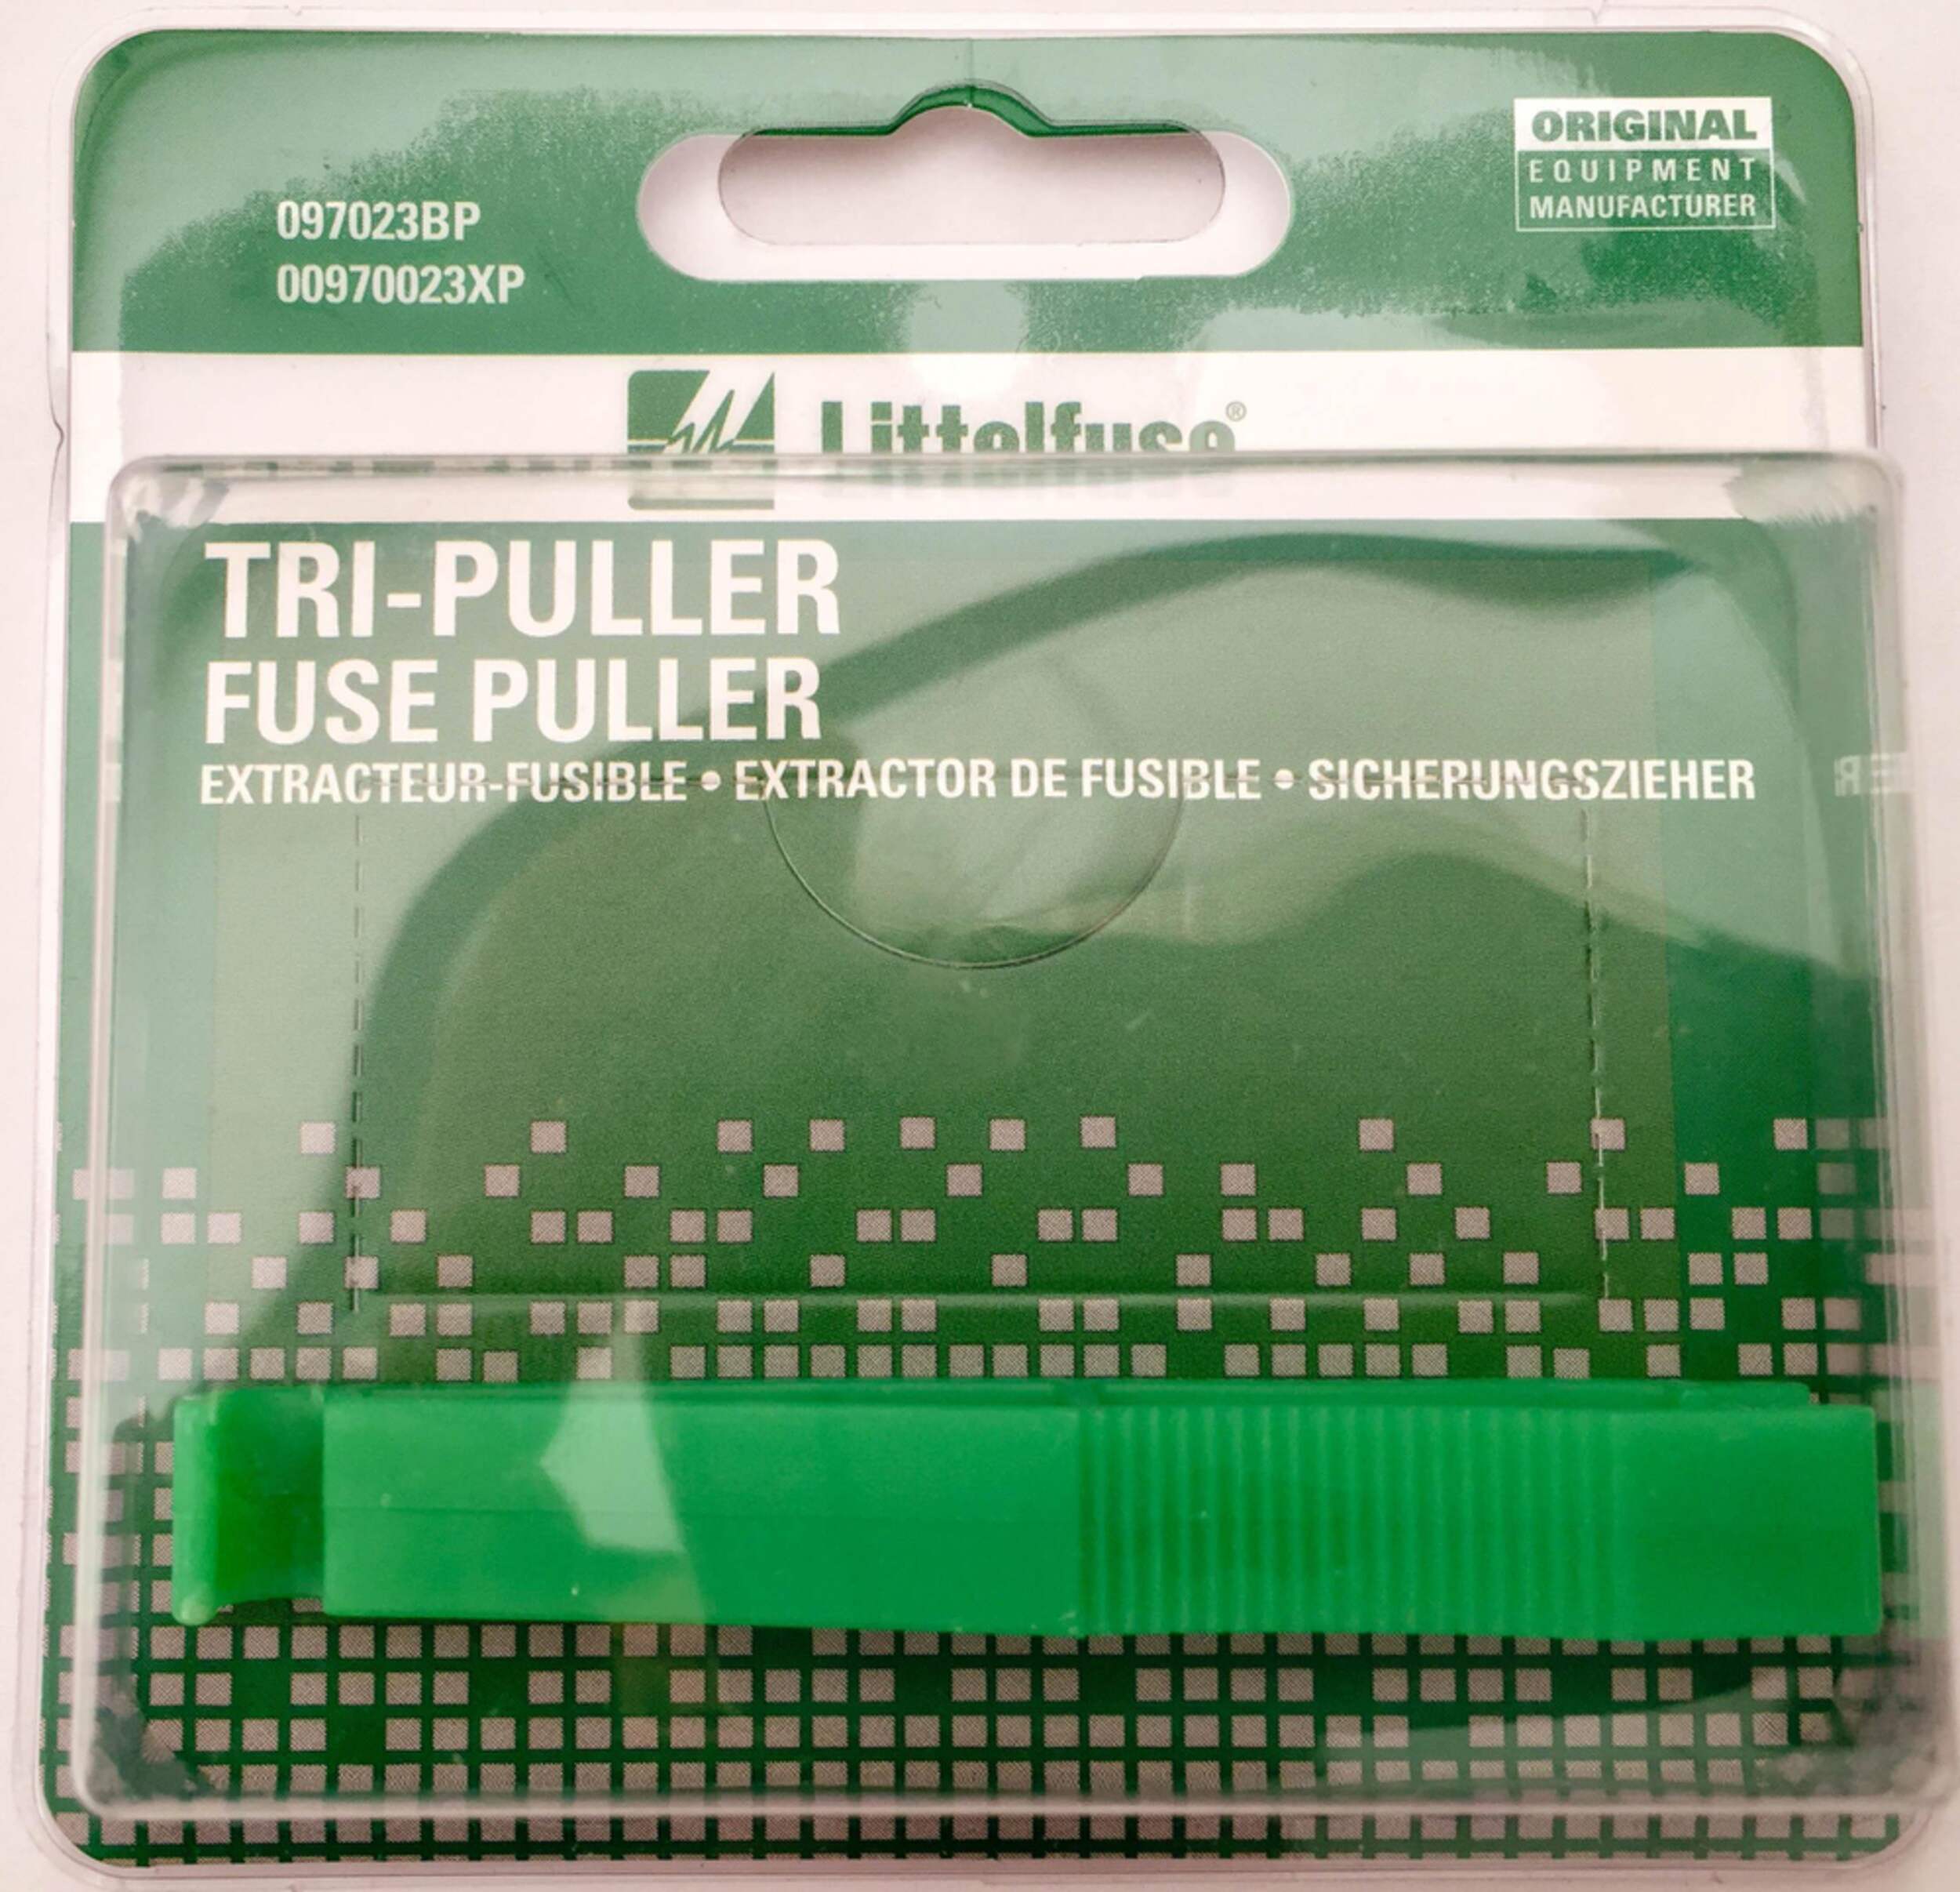 097023BP
00970023XP
ORIGINAL
EQUIPMENT
MANUFACTURER
Littelfuse®
TRI-PULLER
FUSE PULLER
EXTRACTEUR-FUSIBLE • EXTRACTOR DE FUSIBLE • SICHERUNGSZIEHER